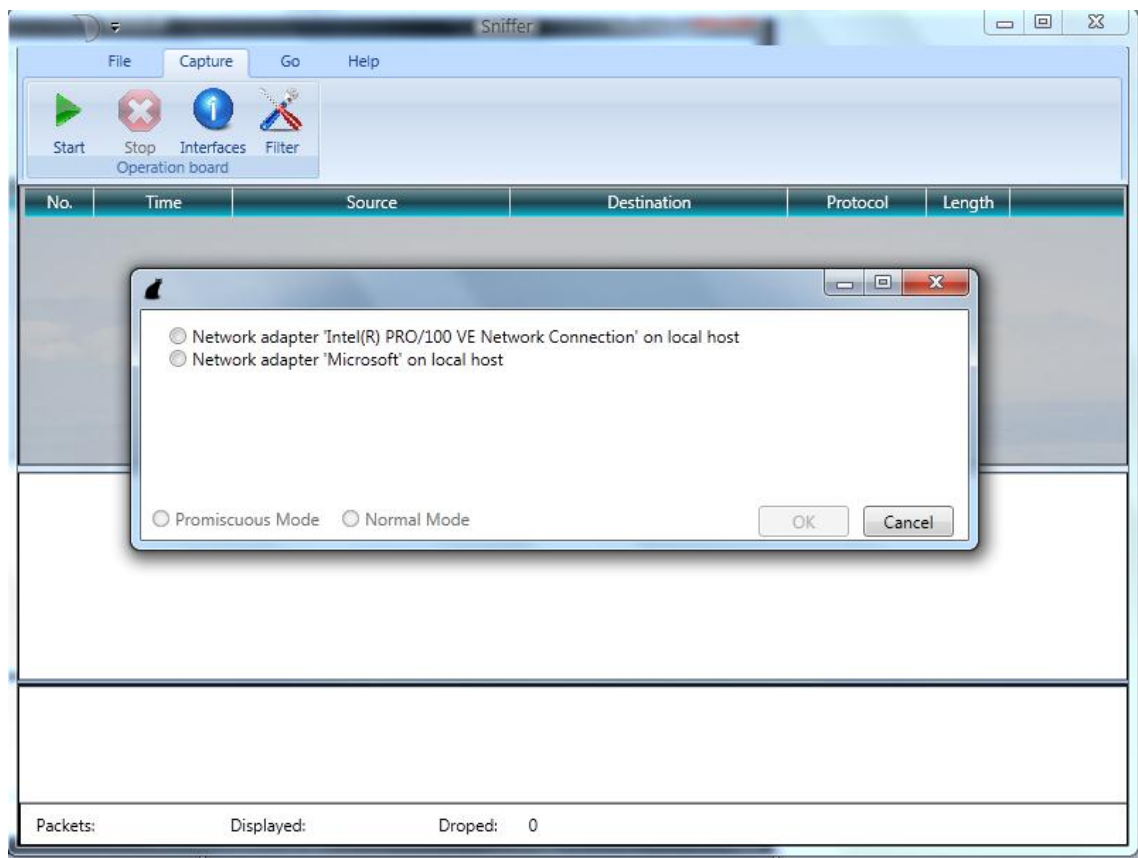 Sniffer
File Capture Go Help
Start Stop Interfaces Filter
Operation board
No. Time Source Destination Protocol Length
Network adapter 'Intel(R) PRO/100 VE Network Connection' on local host
Network adapter 'Microsoft' on local host
Promiscuous Mode Normal Mode OK Cancel
Packets: Displayed: Droped: 0